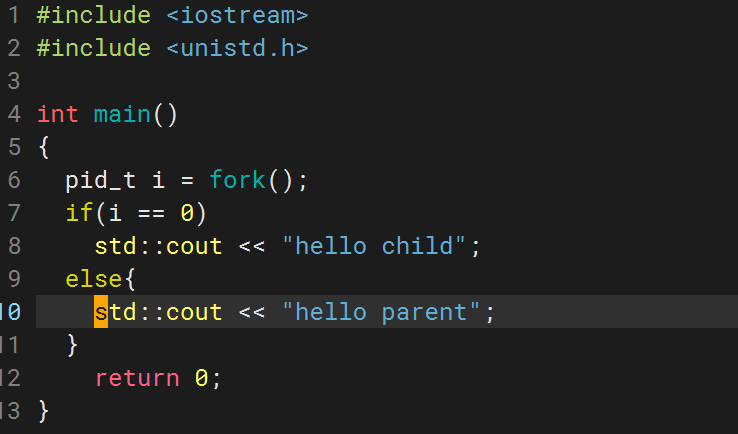 1 #include <iostream>
2 #include <unistd.h>
3
4 int main()
5 {
6   pid_t i = fork();
7   if(i == 0)
8     std::cout << "hello child";
9   else{
10     std::cout << "hello parent";
11   }
12     return 0;
13 }